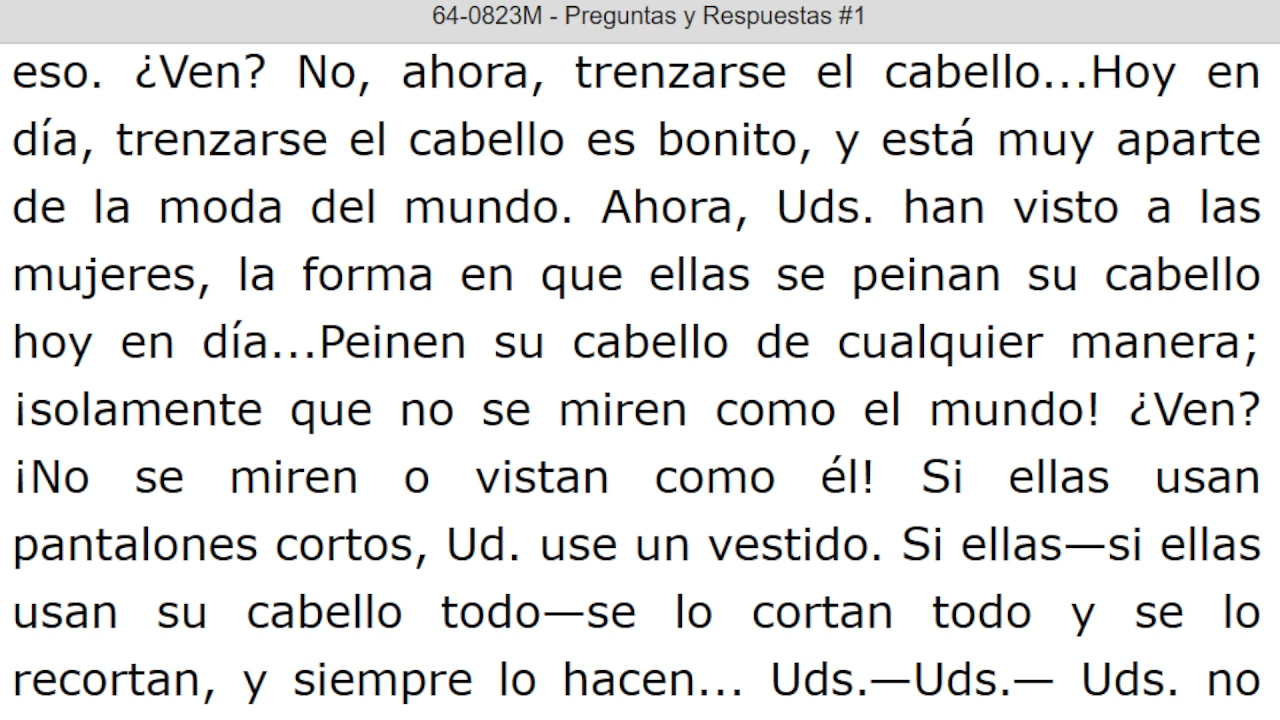 64-0823M - Preguntas y Respuestas #1
eso. ¿Ven? No, ahora, trenzarse el cabello...Hoy en
día, trenzarse el cabello es bonito, y está muy aparte
de la moda del mundo. Ahora, Uds. han visto a las
mujeres, la forma en que ellas se peinan su cabello
hoy en día...Peinen su cabello de cualquier manera;
¡solamente que no se miren como el mundo! ¿Ven?
¡No se miren o vistan como él! Si ellas usan
pantalones cortos, Ud. use un vestido. Si ellas—si ellas
usan su cabello todo—se lo cortan todo y se lo
recortan, y siempre lo hacen... Uds.—Uds.— Uds. no